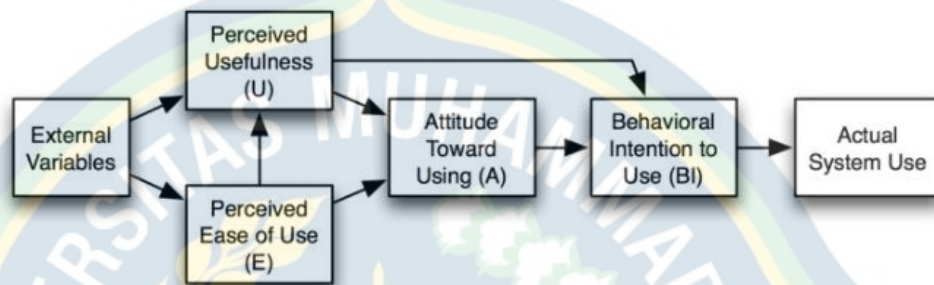 Perceived
Usefulness
(U)
External
Variables
Attitude
Toward
Using (A)
Behavioral
Intention to
Use (BI)
Actual
System Use
Perceived
Ease of Use
(E)